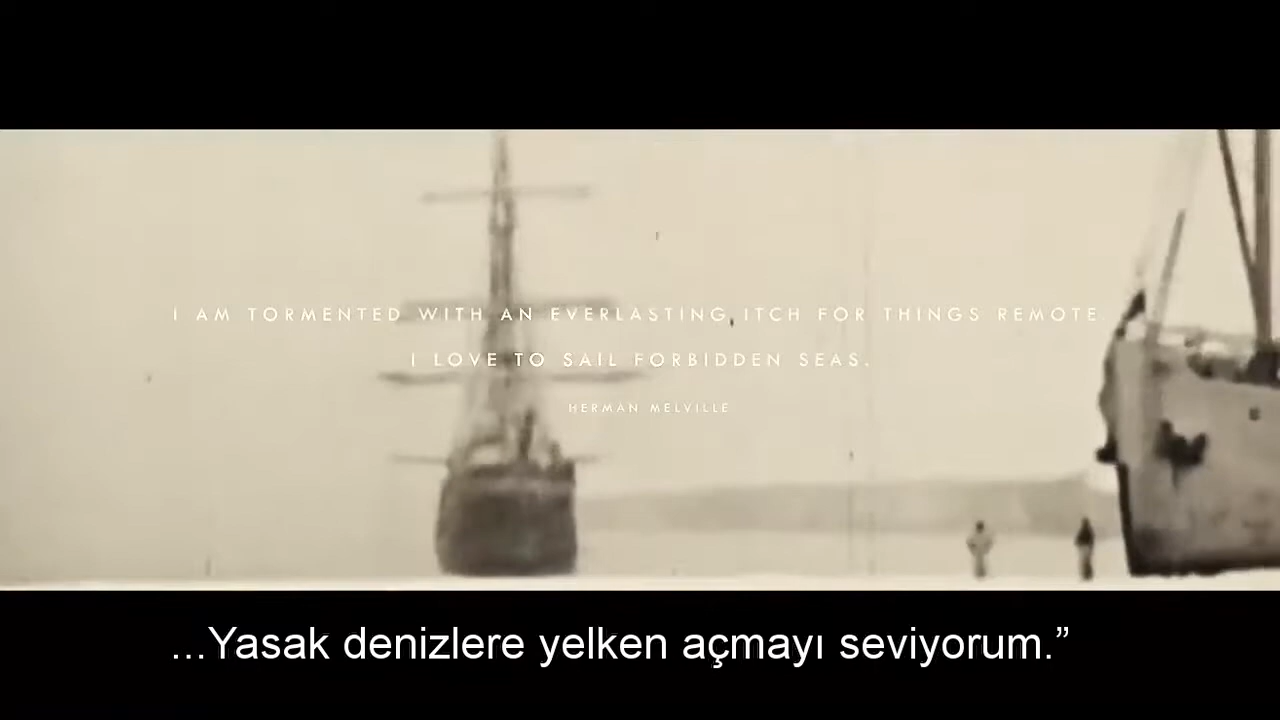 I AM TORMENTED WITH AN EVERLASTING ITCH FOR THINGS REMOTE
I LOVE TO SAIL FORBIDDEN SEAS.
HERMAN MELVILLE
...Yasak denizlere yelken açmayı seviyorum.”